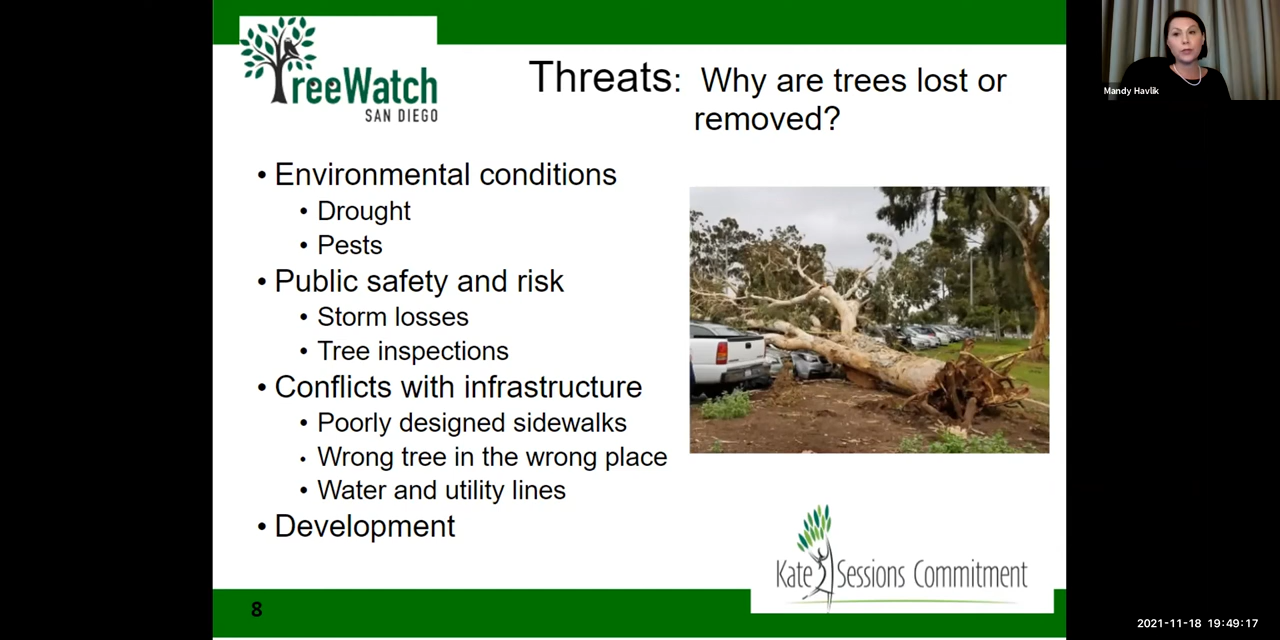 TreeWatch
SAN DIEGO
Threats: Why are trees lost or
removed?
• Environmental conditions
• Drought
• Pests
• Public safety and risk
• Storm losses
• Tree inspections
• Conflicts with infrastructure
• Poorly designed sidewalks
• Wrong tree in the wrong place
• Water and utility lines
• Development
Kate Sessions Commitment
8
Mandy Havlik
2021-11-18 19:49:17